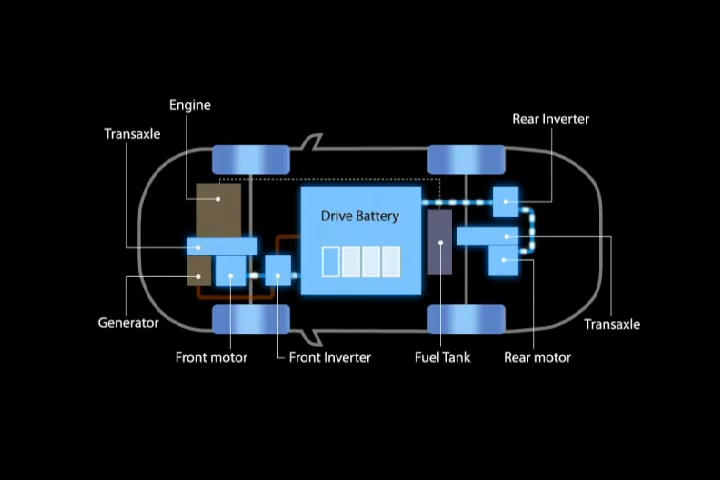 Engine
Transaxle
Rear Inverter
Drive Battery
Generator
Transaxle
Front motor
Front Inverter
Fuel Tank
Rear motor